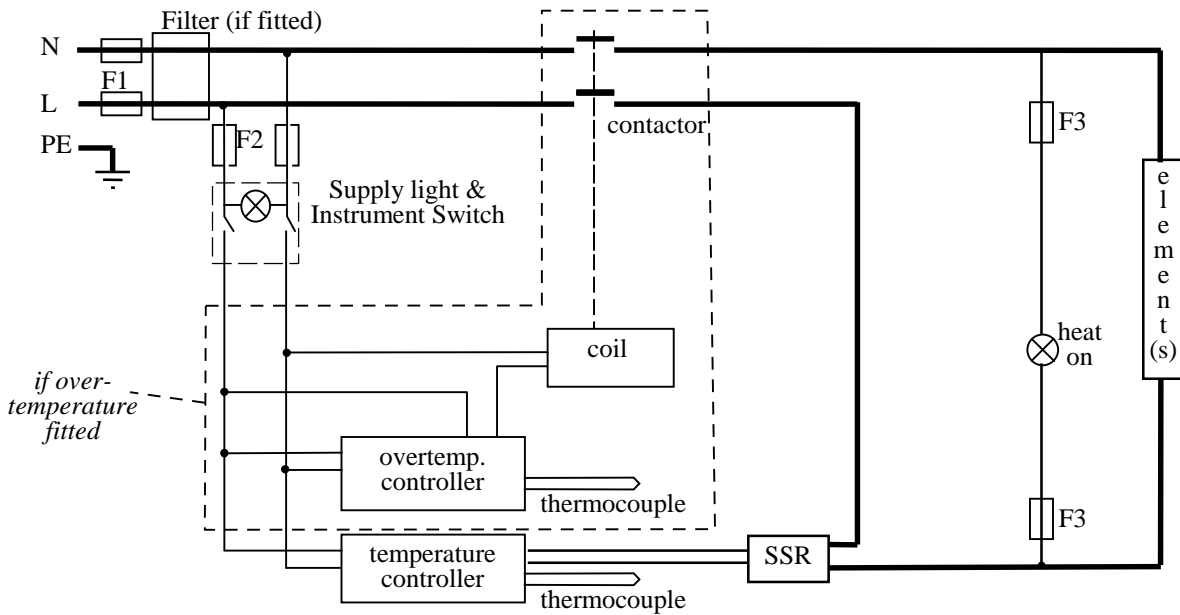 Filter (if fitted)
N
F1
L
PE
F2
contactor
F3
Supply light &
Instrument Switch
element(s)
coil
heat
on
if over-
temperature
fitted
overtemp.
controller
thermocouple
F3
temperature
controller
SSR
thermocouple